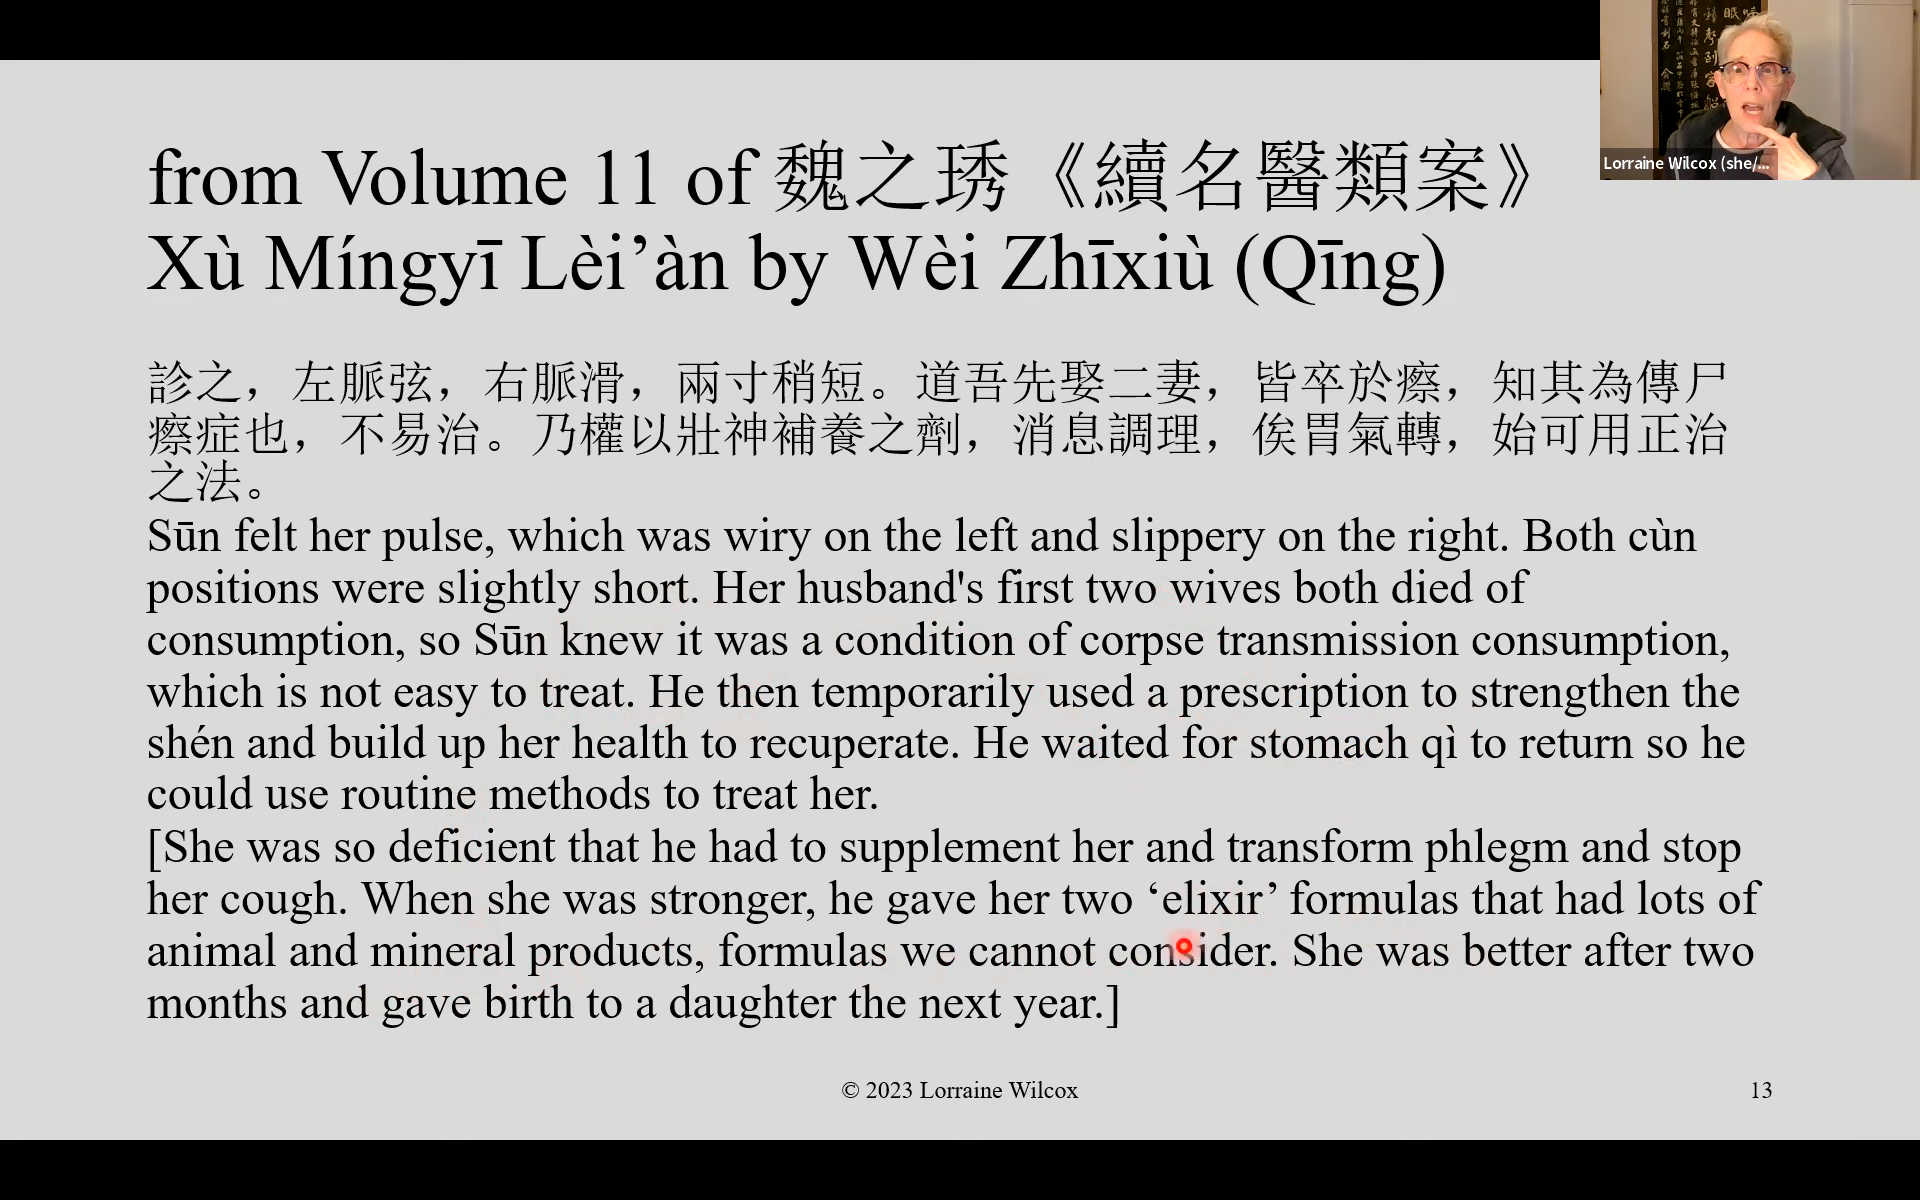 from Volume 11 of 魏之琇《續名醫類案》
Xù Míngyī Lèi’àn by Wèi Zhīxiù (Qīng)
診之，左脈弦，右脈滑，兩寸稍短。道吾先娶二妻，皆卒於瘵，知其為傳尸
瘵症也，不易治。乃權以壯神補養之劑，消息調理，俟胃氣轉，始可用正治
之法。
Sūn felt her pulse, which was wiry on the left and slippery on the right. Both cùn
positions were slightly short. Her husband's first two wives both died of
consumption, so Sūn knew it was a condition of corpse transmission consumption,
which is not easy to treat. He then temporarily used a prescription to strengthen the
shén and build up her health to recuperate. He waited for stomach qì to return so he
could use routine methods to treat her.
[She was so deficient that he had to supplement her and transform phlegm and stop
her cough. When she was stronger, he gave her two ‘elixir’ formulas that had lots of
animal and mineral products, formulas we cannot consider. She was better after two
months and gave birth to a daughter the next year.]
© 2023 Lorraine Wilcox
13
Lorraine Wilcox (she/...